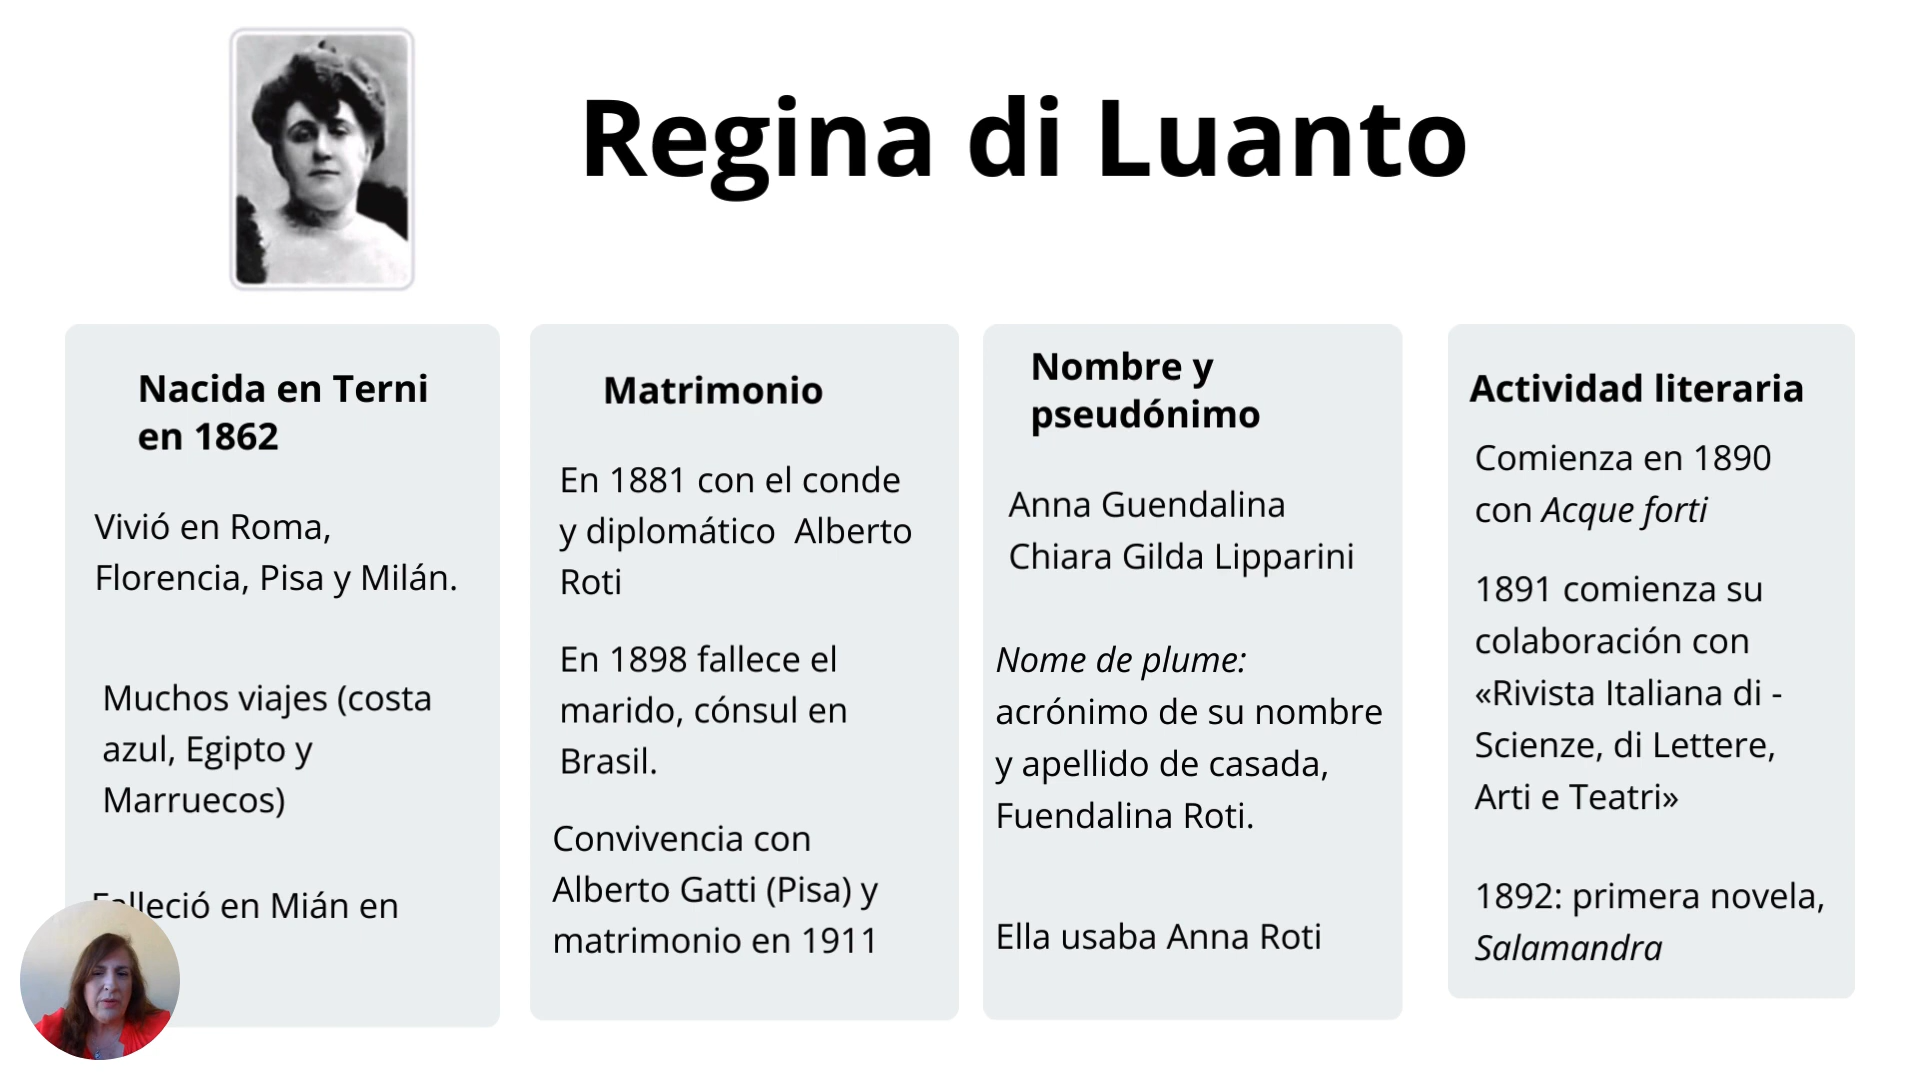 Regina di Luanto
Nacida en Terni
en 1862
Vivió en Roma,
Florencia, Pisa y Milán.
Muchos viajes (costa
azul, Egipto y
Marruecos)
Falleció en Mián en
Matrimonio
En 1881 con el conde
y diplomático Alberto
Roti
En 1898 fallece el
marido, cónsul en
Brasil.
Convivencia con
Alberto Gatti (Pisa) y
matrimonio en 1911
Nombre y
pseudónimo
Anna Guendalina
Chiara Gilda Lipparini
Nome de plume:
acrónimo de su nombre
y apellido de casada,
Fuendalina Roti.
Ella usaba Anna Roti
Actividad literaria
Comienza en 1890
con Acque forti
1891 comienza su
colaboración con
«Rivista Italiana di -
Scienze, di Lettere,
Arti e Teatri»
1892: primera novela,
Salamandra